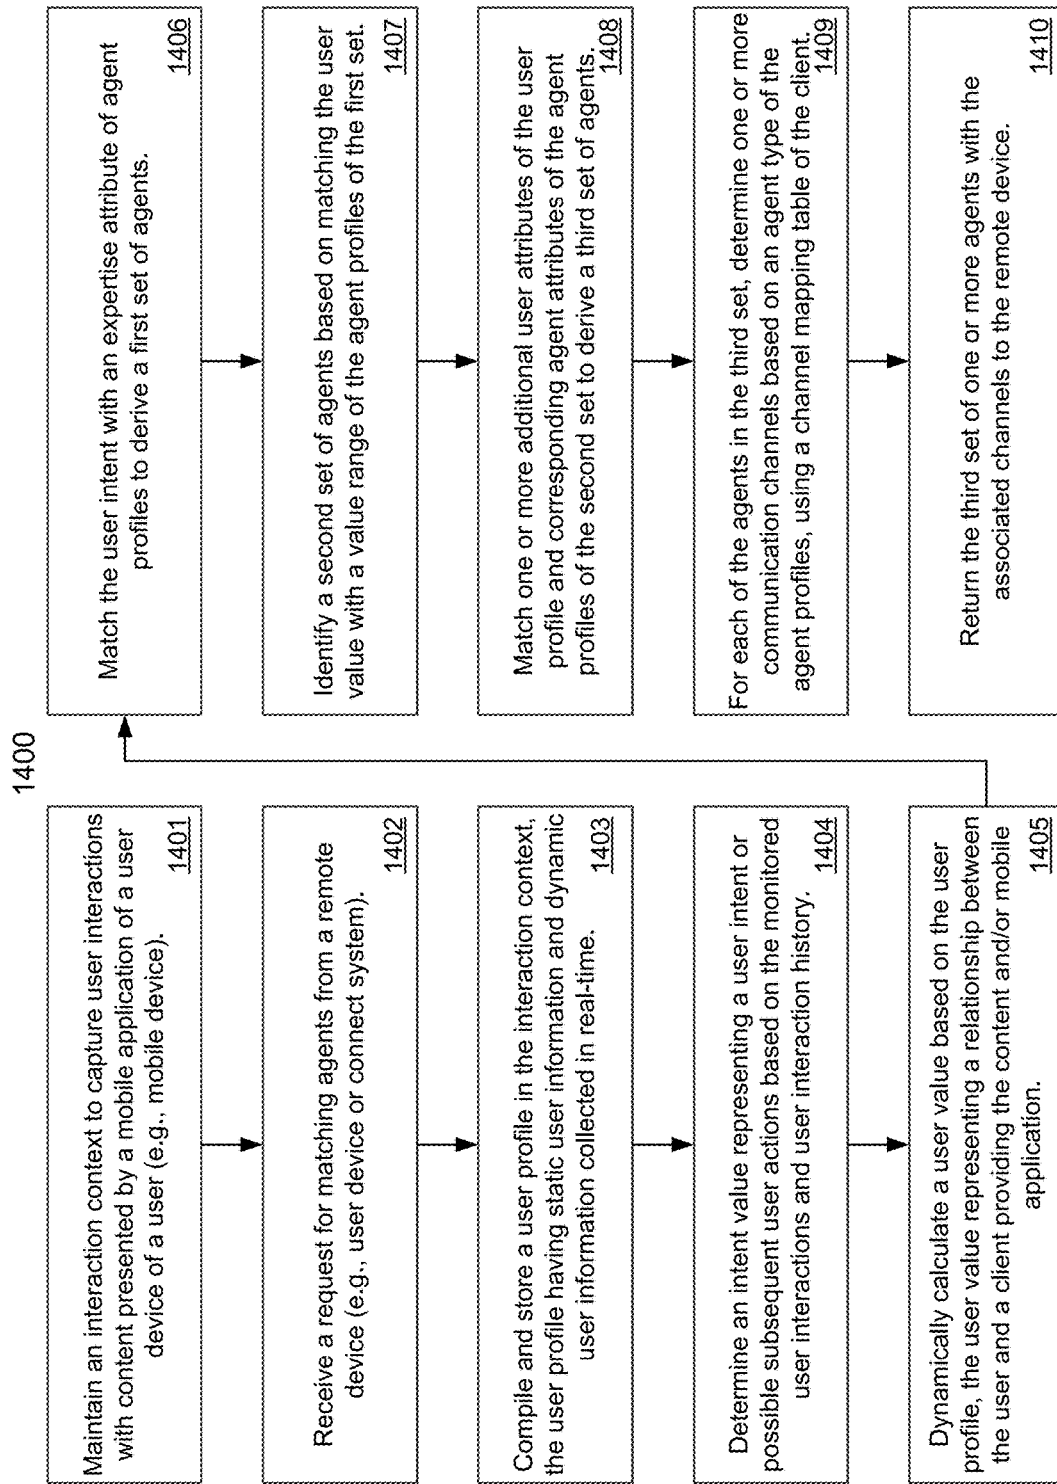 1400
Maintain an interaction context to capture user interactions
with content presented by a mobile application of a user
device of a user (e.g., mobile device).
1401
Receive a request for matching agents from a remote
device (e.g., user device or connect system).
1402
Compile and store a user profile in the interaction context,
the user profile having static user information and dynamic
user information collected in real-time.
1403
Determine an intent value representing a user intent or
possible subsequent user actions based on the monitored
user interactions and user interaction history.
1404
Dynamically calculate a user value based on the user
profile, the user value representing a relationship between
the user and a client providing the content and/or mobile
application.
1405
Match the user intent with an expertise attribute of agent
profiles to derive a first set of agents.
1406
Identify a second set of agents based on matching the user
value with a value range of the agent profiles of the first set.
1407
Match one or more additional user attributes of the user
profile and corresponding agent attributes of the agent
profiles of the second set to derive a third set of agents.
1408
For each of the agents in the third set, determine one or more
communication channels based on an agent type of the
agent profiles, using a channel mapping table of the client.
1409
Return the third set of one or more agents with the
associated channels to the remote device.
1410